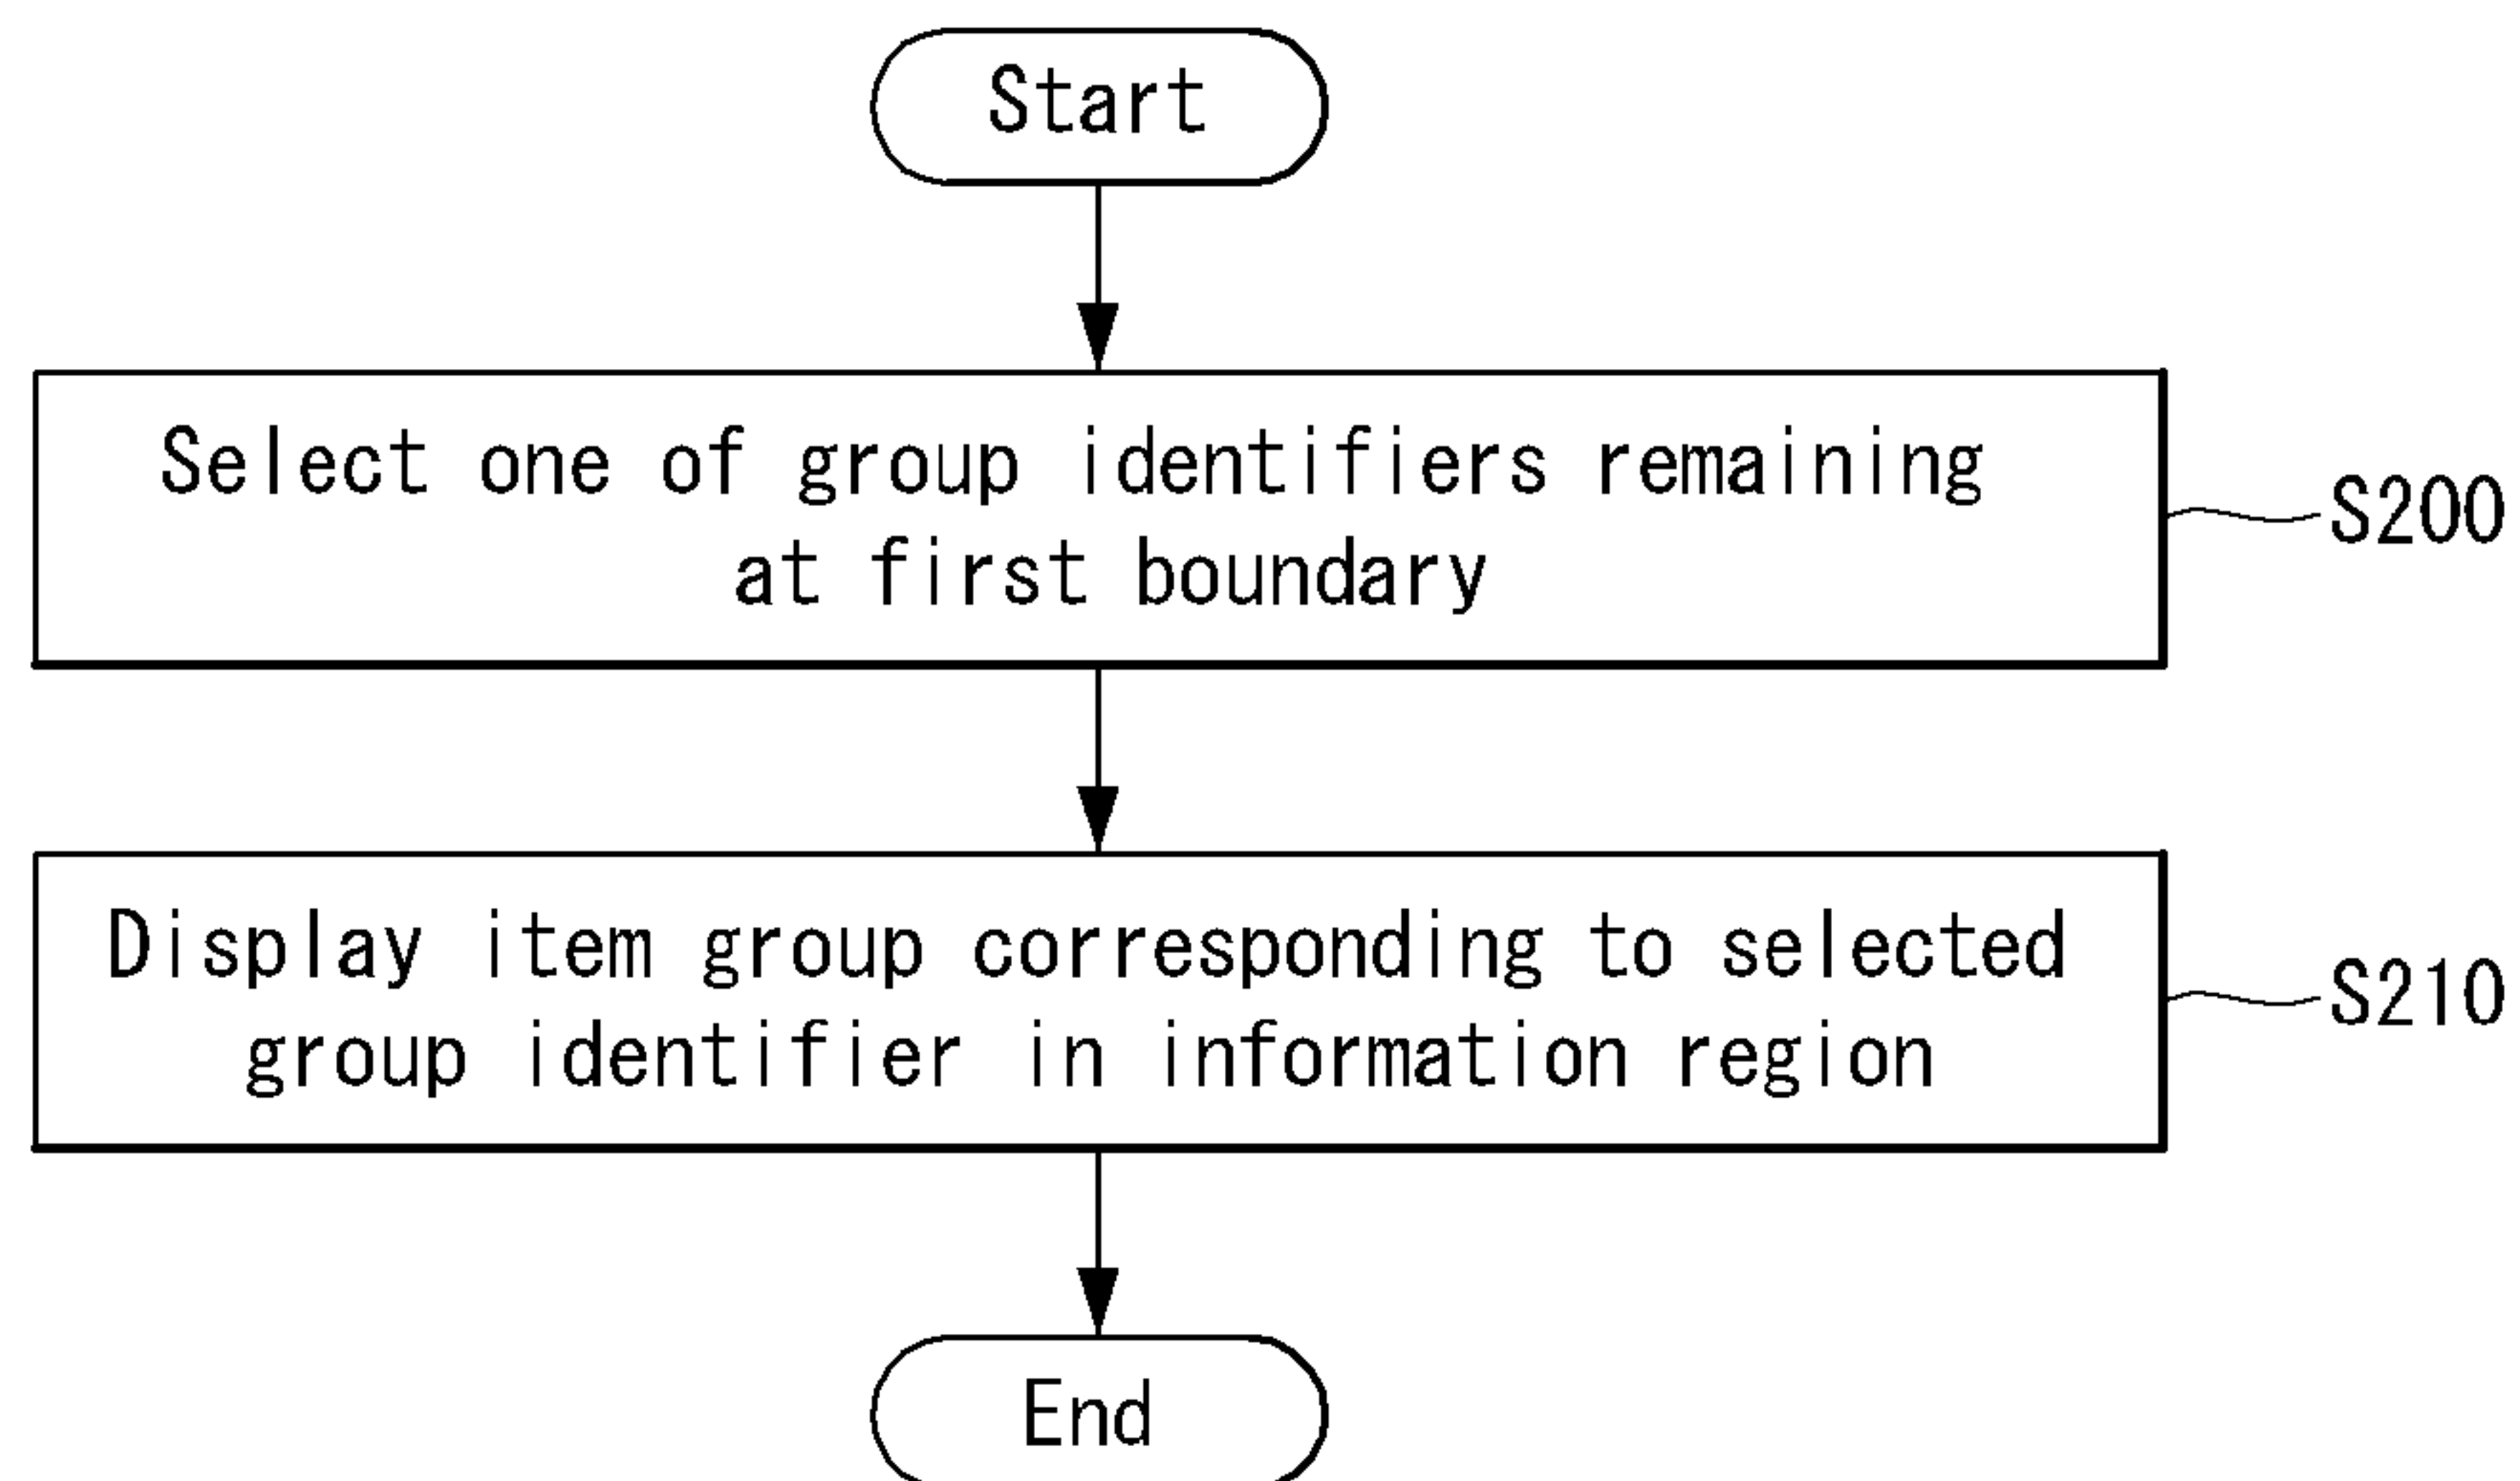 Start
Select one of group identifiers remaining
at first boundary
S200
Display item group corresponding to selected
group identifier in information region
S210
End